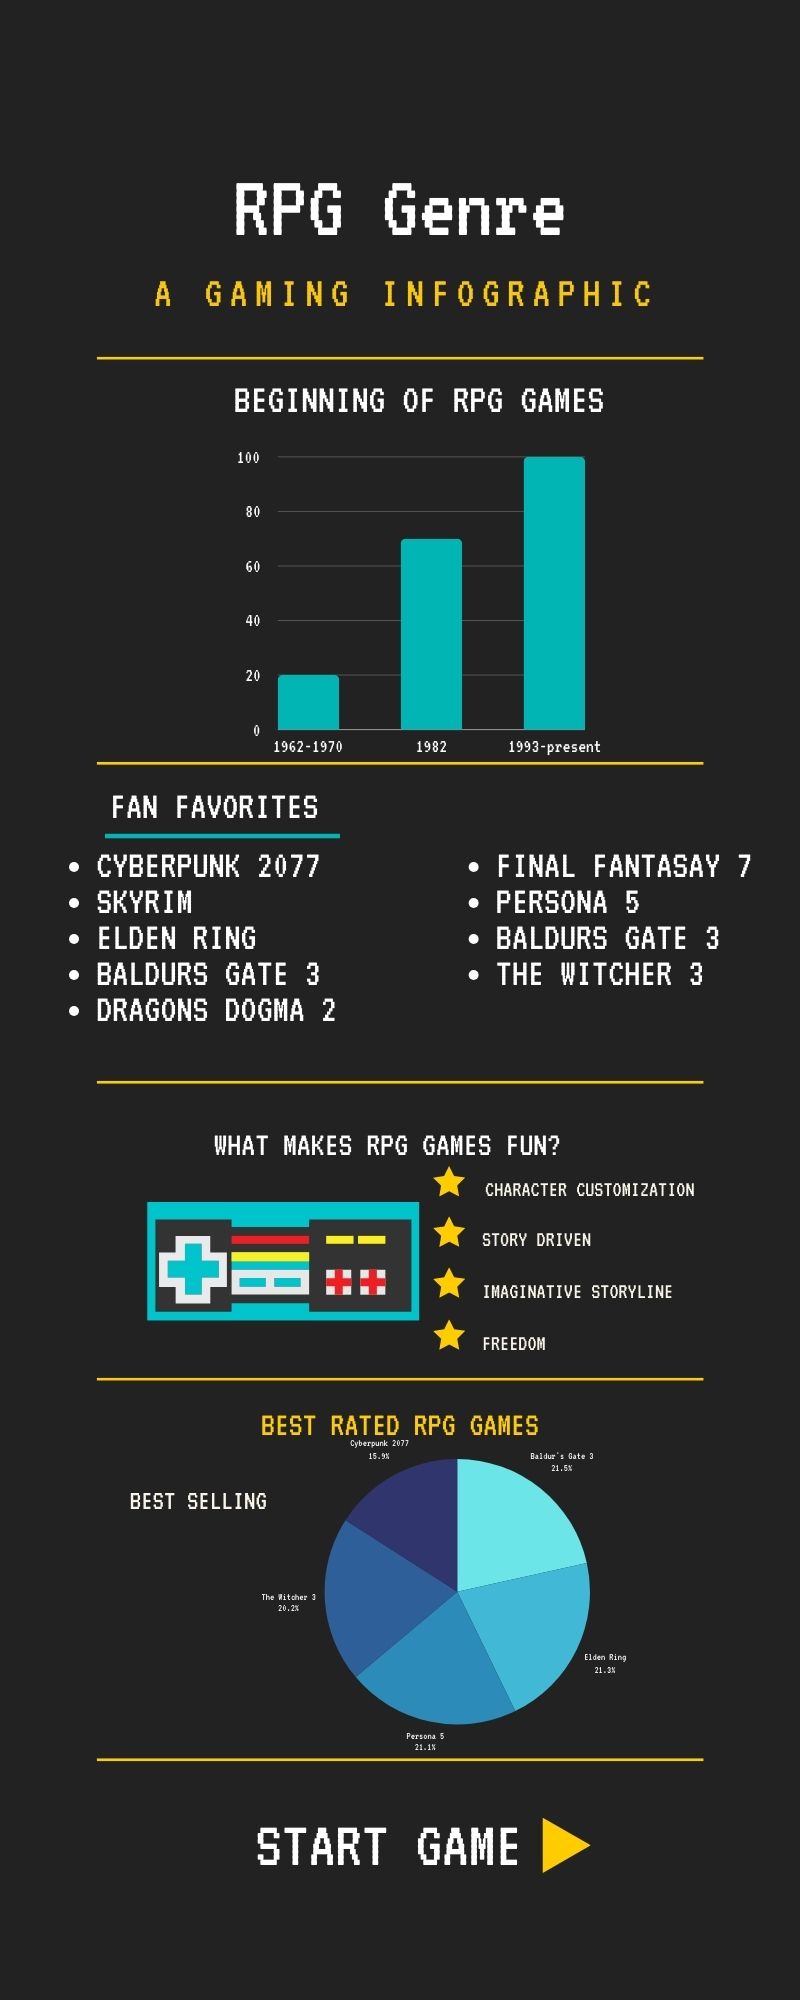 RPG Genre
A GAMING INFOGRAPHIC
BEGINNING OF RPG GAMES
100
80
60
40
20
0
1962-1970
1982
1993-present
FAN FAVORITES
CYBERPUNK 2077
SKYRIM
ELDEN RING
BALDURS GATE 3
DRAGONS DOGMA 2
FINAL FANTASAY 7
PERSONA 5
BALDURS GATE 3
THE WITCHER 3
WHAT MAKES RPG GAMES FUN?
CHARACTER CUSTOMIZATION
STORY DRIVEN
IMAGINATIVE STORYLINE
FREEDOM
BEST RATED RPG GAMES
Cyberpunk 2077
15.9%
Baldur's Gate 3
21.5%
BEST SELLING
The Witcher 3
20.2%
Elden Ring
21.3%
Persona 5
21.1%
START GAME